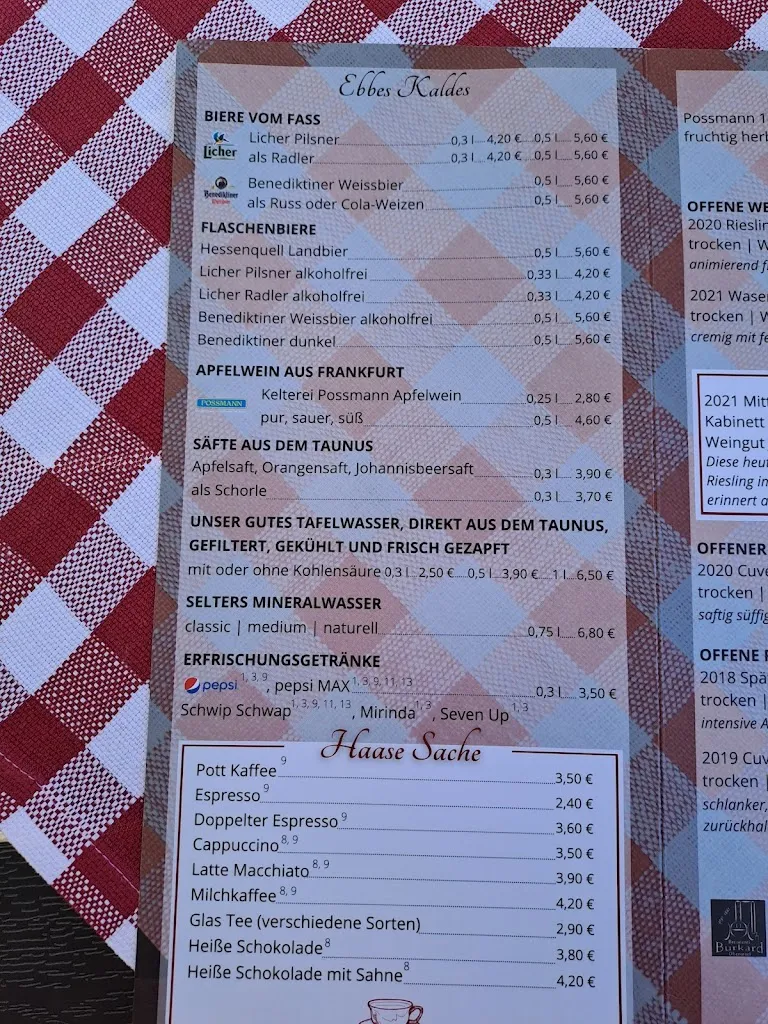 Ebbes Kaldes
BIERE VOM FASS
Licher
Licher Pilsner 0,3 l 4,20 € 0,5 l 5,60 €
als Radler 0,3 l 4,20 € 0,5 l 5,60 €
Benediktiner
Benediktiner Weissbier 0,5 l 5,60 €
als Russ oder Cola-Weizen 0,5 l 5,60 €
FLASCHENBIERE
Hessenquell Landbier 0,5 l 5,60 €
Licher Pilsner alkoholfrei 0,33 l 4,20 €
Licher Radler alkoholfrei 0,33 l 4,20 €
Benediktiner Weissbier alkoholfrei 0,5 l 5,60 €
Benediktiner dunkel 0,5 l 5,60 €
APFELWEIN AUS FRANKFURT
POSSMANN
Kelterei Possmann Apfelwein 0,25 l 2,80 €
pur, sauer, süß 0,5 l 4,60 €
SÄFTE AUS DEM TAUNUS
Apfelsaft, Orangensaft, Johannisbeersaft 0,3 l 3,90 €
als Schorle 0,3 l 3,70 €
UNSER GUTES TAFELWASSER, DIREKT AUS DEM TAUNUS,
GEFILTERT, GEKÜHLT UND FRISCH GEZAPFT
mit oder ohne Kohlensäure 0,3 l 2,50 € 0,5 l 3,90 € 1 l 6,50 €
SELTERS MINERALWASSER
classic | medium | naturell 0,75 l 6,80 €
ERFRISCHUNGSGETRÄNKE
pepsi 1, 3, 9, pepsi MAX 1, 3, 9, 11, 13 0,3 l 3,50 €
Schwip Schwap 1, 3, 9, 11, 13, Mirinda 1, 3, Seven Up 1, 3
Haase Sache
Pott Kaffee 9 3,50 €
Espresso 9 2,40 €
Doppelter Espresso 9 3,60 €
Cappuccino 8, 9 3,50 €
Latte Macchiato 8, 9 3,90 €
Milchkaffee 8, 9 4,20 €
Glas Tee (verschiedene Sorten) 2,90 €
Heiße Schokolade 8 3,80 €
Heiße Schokolade mit Sahne 8 4,20 €
Possmann
fruchtig
OFFENE
2020
trocken |
animierend
2021
trocken |
cremig mit
2021
Kabinett
Weingut
Diese
Riesling
erinnert
OFFENER
2020
trocken |
saftig
OFFENE
2018
trocken |
intensive
2019
trocken |
schlanker,
Burkard